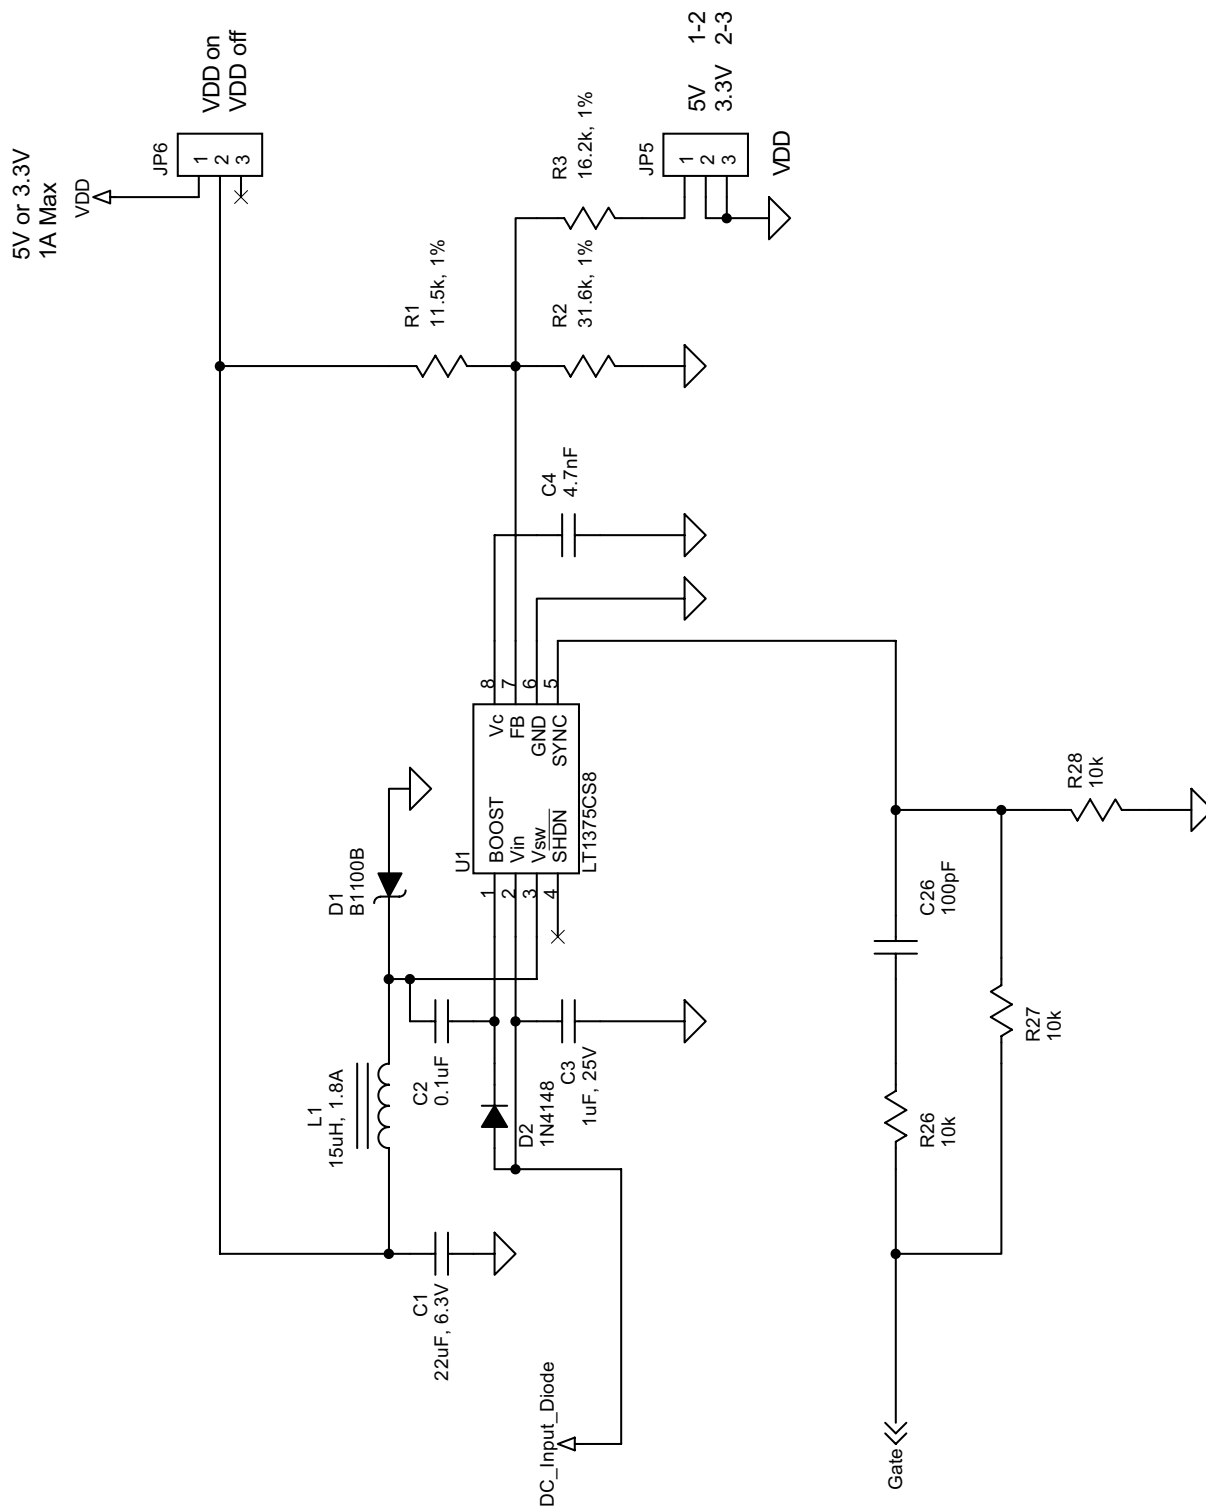 5V or 3.3V
1A Max
VDD
JP6
1
2
3
VDD on
VDD off
R1
11.5k, 1%
R2
31.6k, 1%
R3
16.2k, 1%
JP5
1
2
3
VDD
5V 1-2
3.3V 2-3
L1
15uH, 1.8A
D1
B1100B
C1
22uF, 6.3V
C2
0.1uF
D2
1N4148
C3
1uF, 25V
DC_Input_Diode
U1
1
2
3
4
BOOST
Vin
Vsw
SHDN
Vc
FB
GND
SYNC
8
7
6
5
LT1375CS8
C4
4.7nF
Gate
R26
10k
C26
100pF
R27
10k
R28
10k